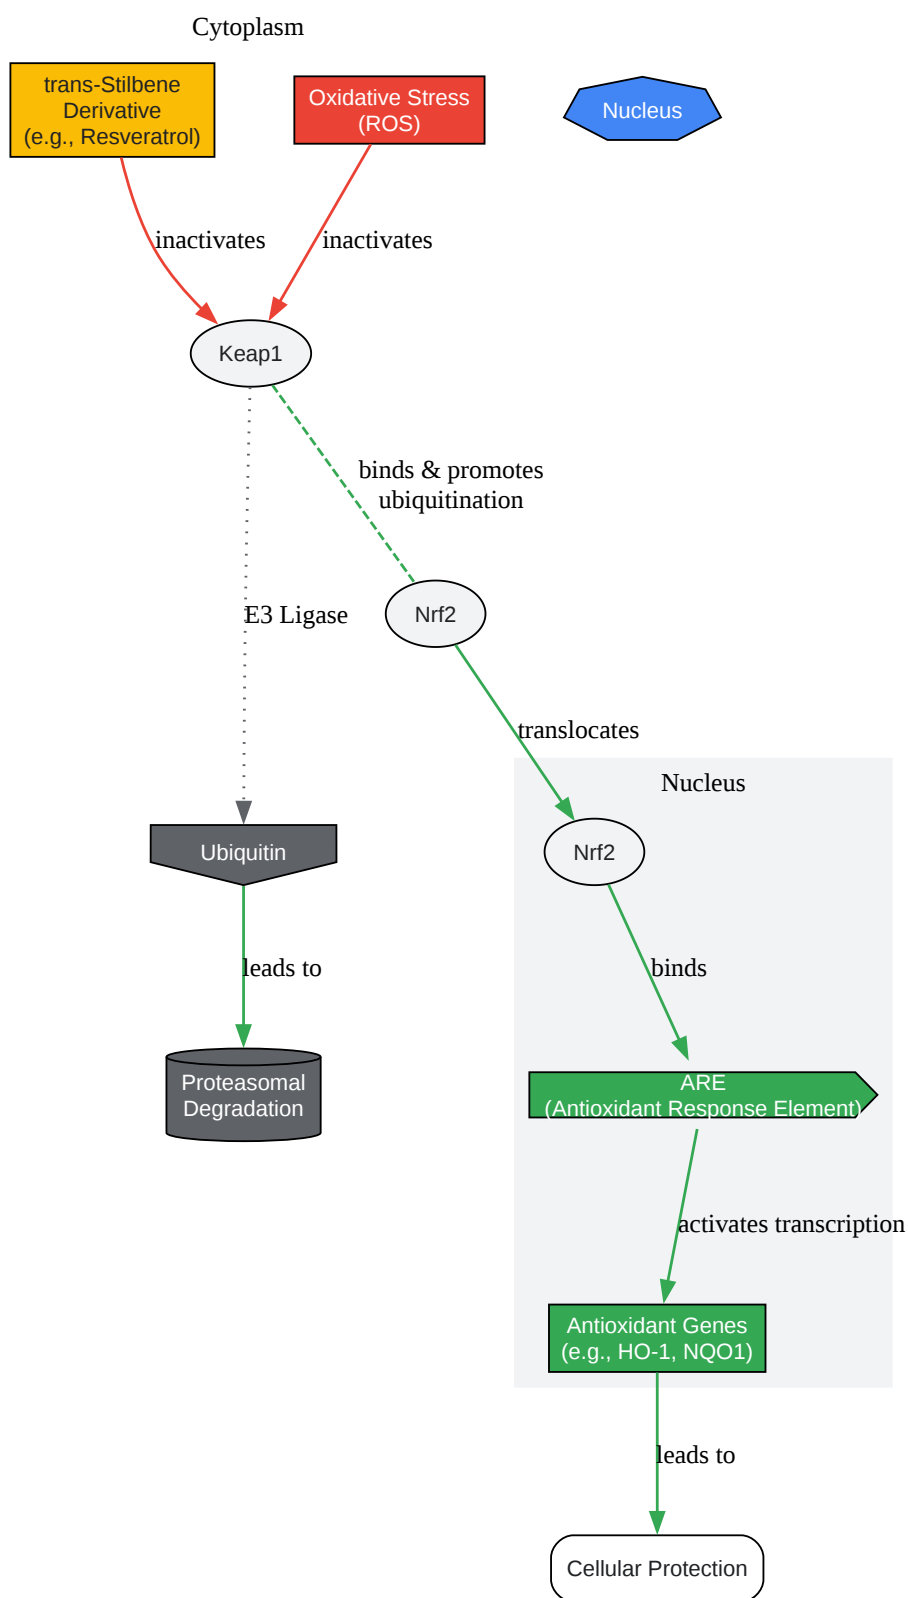 Cytoplasm
trans-Stilbene
Derivative
(e.g., Resveratrol)
Oxidative Stress
(ROS)
Nucleus
inactivates
inactivates
Keap1
binds & promotes
ubiquitination
E3 Ligase
Nrf2
translocates
Nucleus
Ubiquitin
Nrf2
leads to
binds
Proteasomal
Degradation
ARE
(Antioxidant Response Element)
activates transcription
Antioxidant Genes
(e.g., HO-1, NQO1)
leads to
Cellular Protection